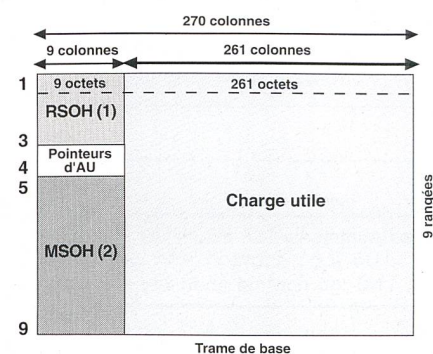 270 colonnes
9 colonnes 261 colonnes
1 9 octets 261 octets
RSOH (1)
3
Pointeurs
4 d'AU
5
Charge utile
9 rangées
MSOH (2)
9
Trame de base